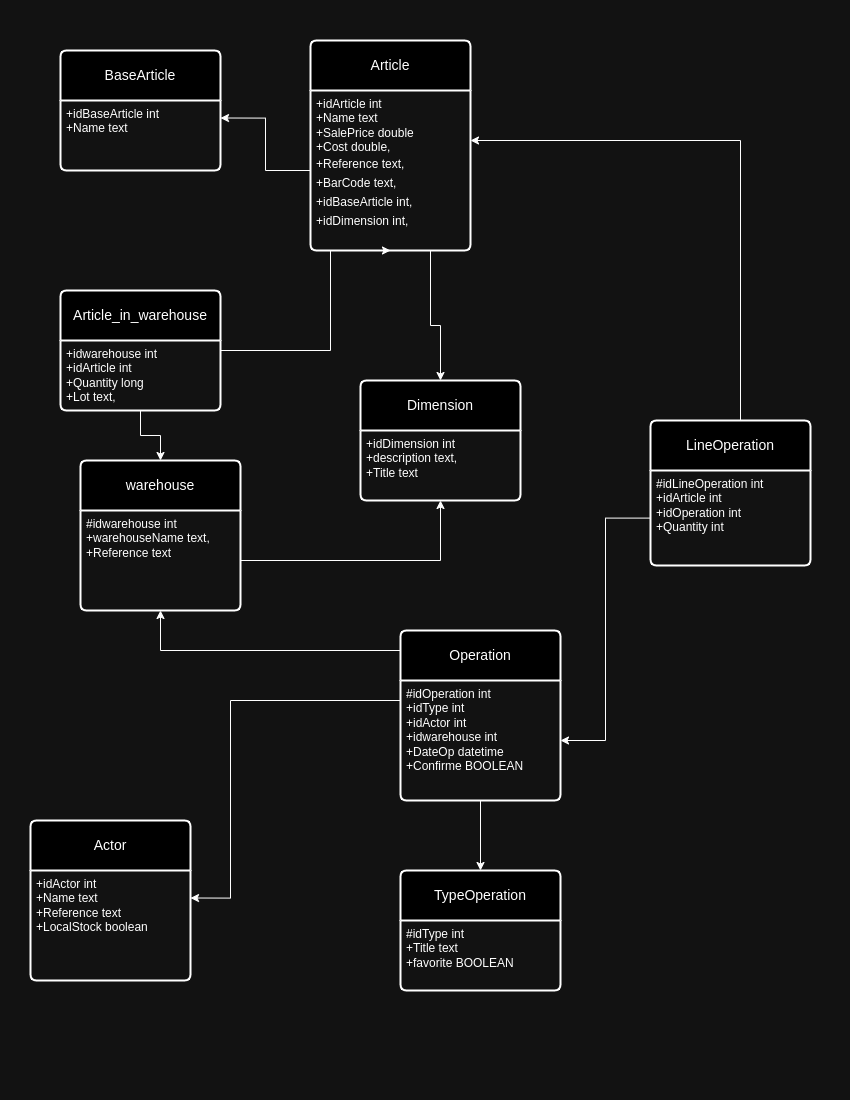 BaseArticle
+idBaseArticle int
+Name text
Article
+idArticle int
+Name text
+SalePrice double
+Cost double,
+Reference text,
+BarCode text,
+idBaseArticle int,
+idDimension int,
Article_in_warehouse
+idwarehouse int
+idArticle int
+Quantity long
+Lot text,
Dimension
+idDimension int
+description text,
+Title text
LineOperation
#idLineOperation int
+idArticle int
+idOperation int
+Quantity int
warehouse
#idwarehouse int
+warehouseName text,
+Reference text
Operation
#idOperation int
+idType int
+idActor int
+idwarehouse int
+DateOp datetime
+Confirme BOOLEAN
Actor
+idActor int
+Name text
+Reference text
+LocalStock boolean
TypeOperation
#idType int
+Title text
+favorite BOOLEAN